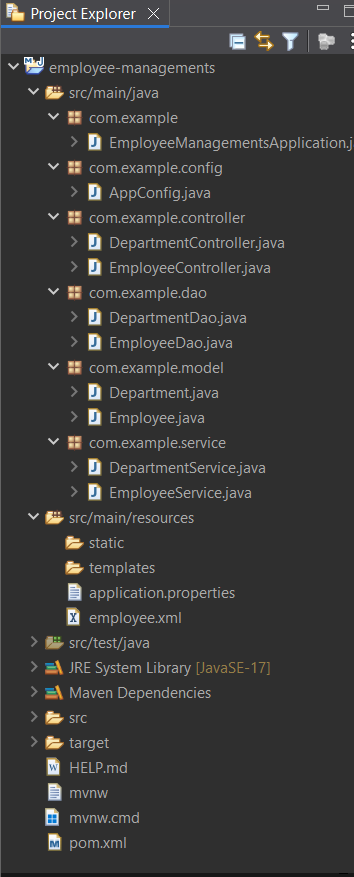 Project Explorer
employee-managements
src/main/java
com.example
EmployeeManagementsApplication.j
com.example.config
AppConfig.java
com.example.controller
DepartmentController.java
EmployeeController.java
com.example.dao
DepartmentDao.java
EmployeeDao.java
com.example.model
Department.java
Employee.java
com.example.service
DepartmentService.java
EmployeeService.java
src/main/resources
static
templates
application.properties
employee.xml
src/test/java
JRE System Library [JavaSE-17]
Maven Dependencies
src
target
HELP.md
mvnw
mvnw.cmd
pom.xml